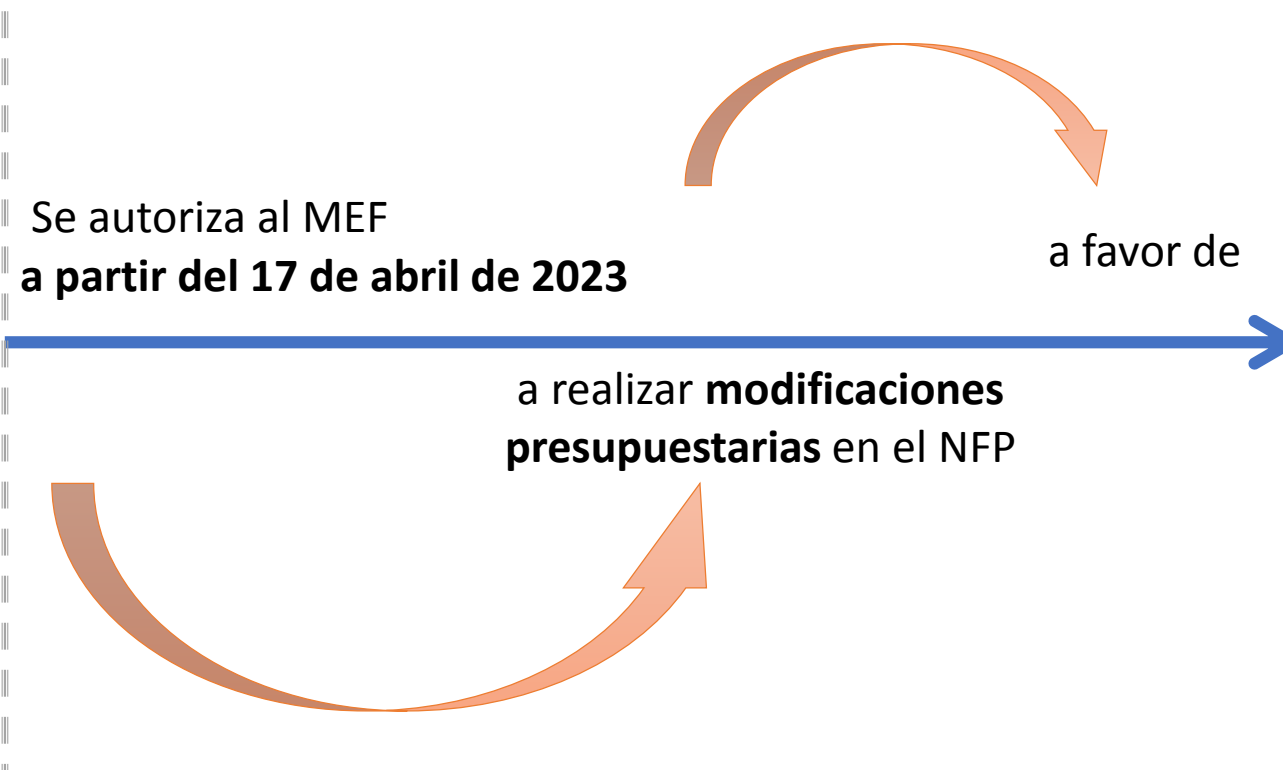 Se autoriza al MEF
a partir del 17 de abril de 2023
a realizar modificaciones
presupuestarias en el NFP
a favor de